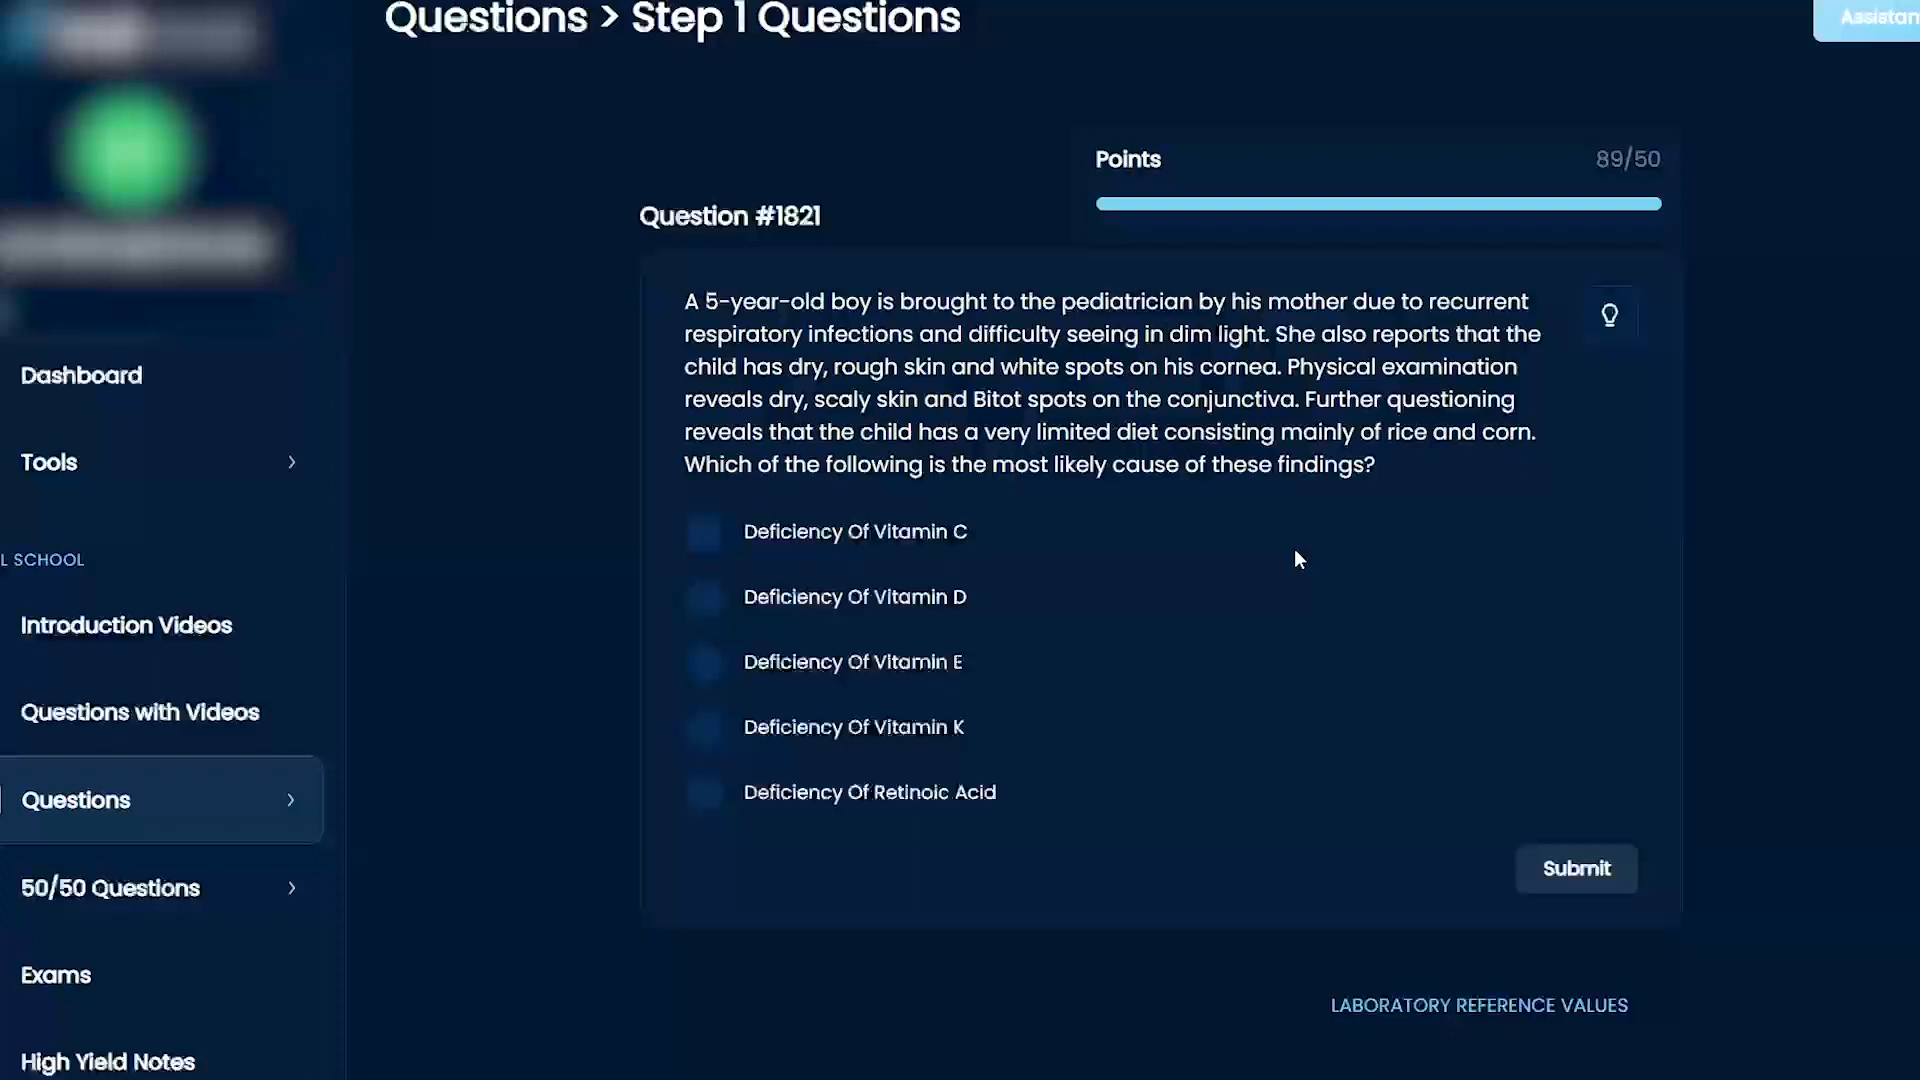 Questions > Step 1 Questions
Assistan
Points
89/50
Question #1821
A 5-year-old boy is brought to the pediatrician by his mother due to recurrent
respiratory infections and difficulty seeing in dim light. She also reports that the
child has dry, rough skin and white spots on his cornea. Physical examination
reveals dry, scaly skin and Bitot spots on the conjunctiva. Further questioning
reveals that the child has a very limited diet consisting mainly of rice and corn.
Which of the following is the most likely cause of these findings?
Deficiency Of Vitamin C
Deficiency Of Vitamin D
Deficiency Of Vitamin E
Deficiency Of Vitamin K
Deficiency Of Retinoic Acid
Submit
LABORATORY REFERENCE VALUES
Dashboard
Tools
L SCHOOL
Introduction Videos
Questions with Videos
Questions
50/50 Questions
Exams
High Yield Notes